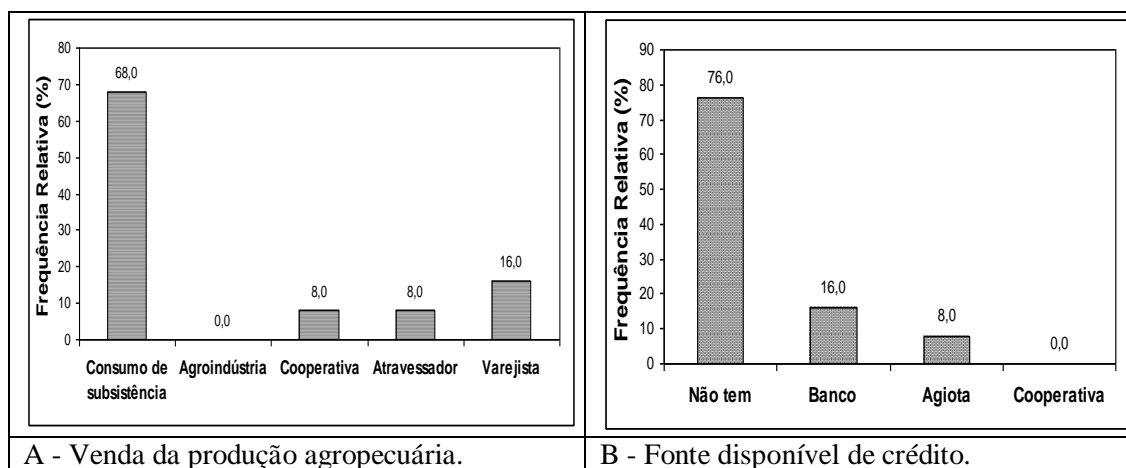 Frequência Relativa (%)
80
70
60
50
40
30
20
10
0
68,0
0,0
8,0
8,0
16,0
Consumo de
subsistência
Agroindústria
Cooperativa
Atravessador
Varejista
A - Venda da produção agropecuária.
Frequência Relativa (%)
90
80
70
60
50
40
30
20
10
0
76,0
16,0
8,0
0,0
Não tem
Banco
Agiota
Cooperativa
B - Fonte disponível de crédito.